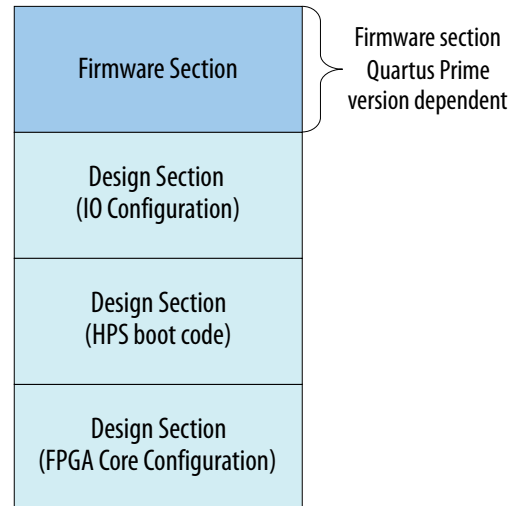 Firmware Section
Firmware section
Quartus Prime
version dependent
Design Section
(IO Configuration)
Design Section
(HPS boot code)
Design Section
(FPGA Core Configuration)